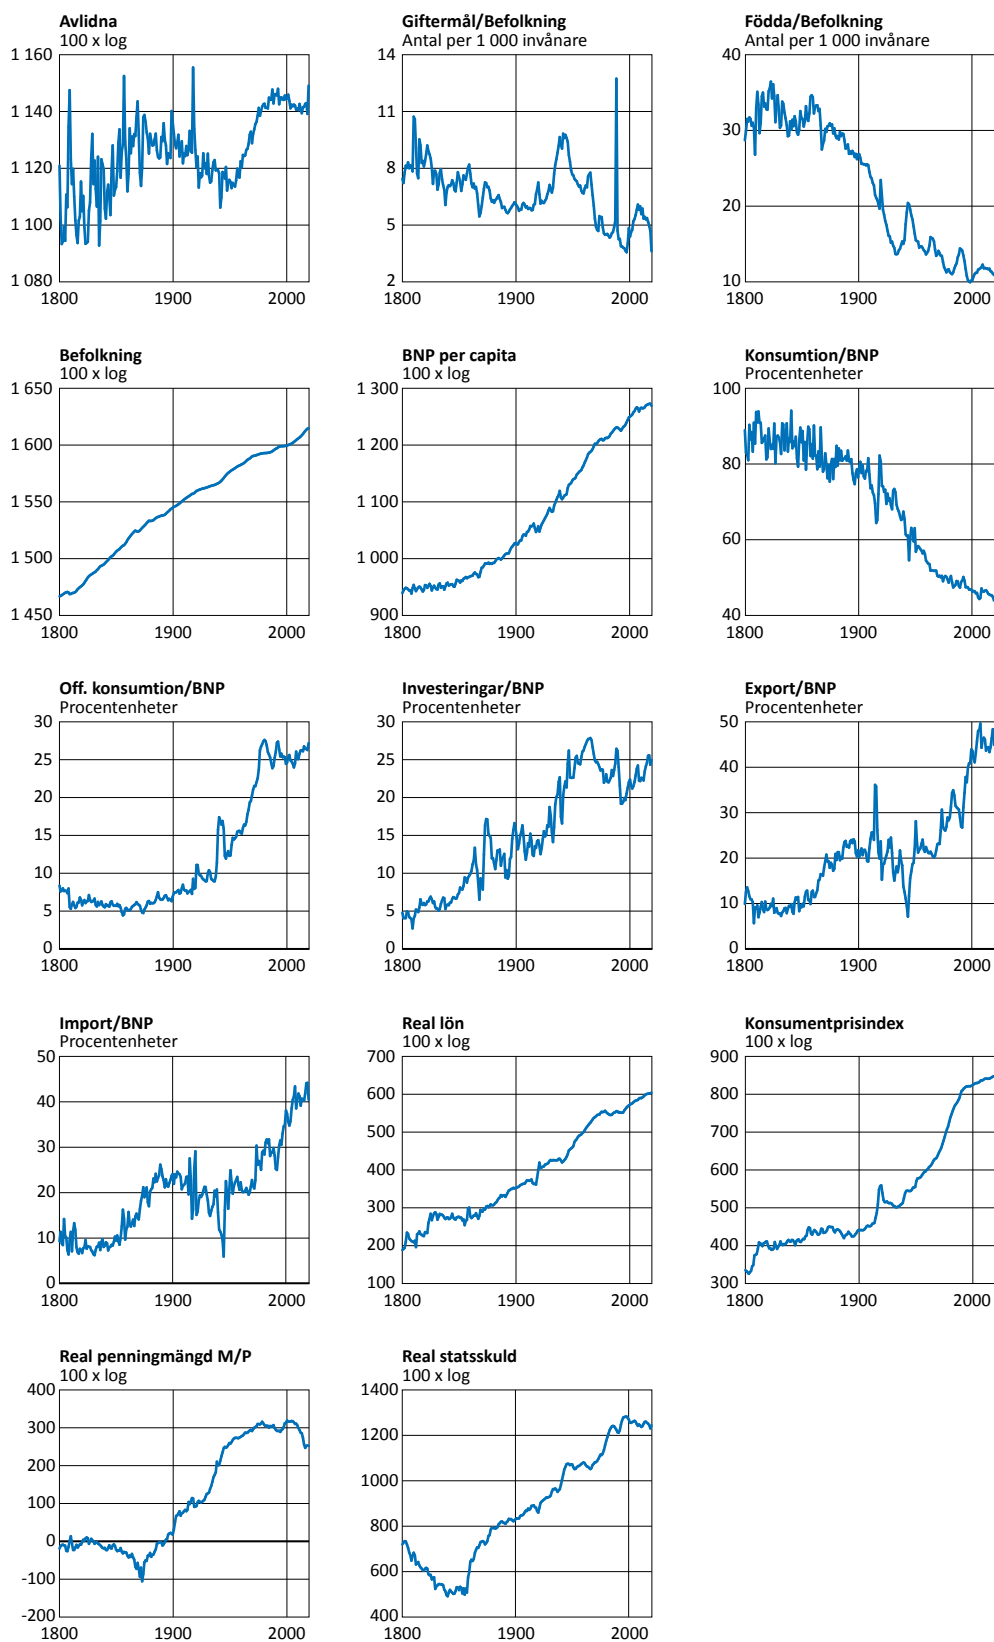 Avlidna
100 x log
1 160
1 140
1 120
1 100
1 080
1800 1900 2000
Giftermål/Befolkning
Antal per 1 000 invånare
14
11
8
5
2
1800 1900 2000
Födda/Befolkning
Antal per 1 000 invånare
40
30
20
10
1800 1900 2000
Befolkning
100 x log
1 650
1 600
1 550
1 500
1 450
1800 1900 2000
BNP per capita
100 x log
1 300
1 200
1 100
1 000
900
1800 1900 2000
Konsumtion/BNP
Procentenheter
100
80
60
40
1800 1900 2000
Off. konsumtion/BNP
Procentenheter
30
25
20
15
10
5
0
1800 1900 2000
Investeringar/BNP
Procentenheter
30
25
20
15
10
5
0
1800 1900 2000
Export/BNP
Procentenheter
50
40
30
20
10
0
1800 1900 2000
Import/BNP
Procentenheter
50
40
30
20
10
0
1800 1900 2000
Real lön
100 x log
700
600
500
400
300
200
100
1800 1900 2000
Konsumentprisindex
100 x log
900
800
700
600
500
400
300
1800 1900 2000
Real penningmängd M/P
100 x log
400
300
200
100
0
-100
-200
1800 1900 2000
Real statsskuld
100 x log
1400
1200
1000
800
600
400
1800 1900 2000